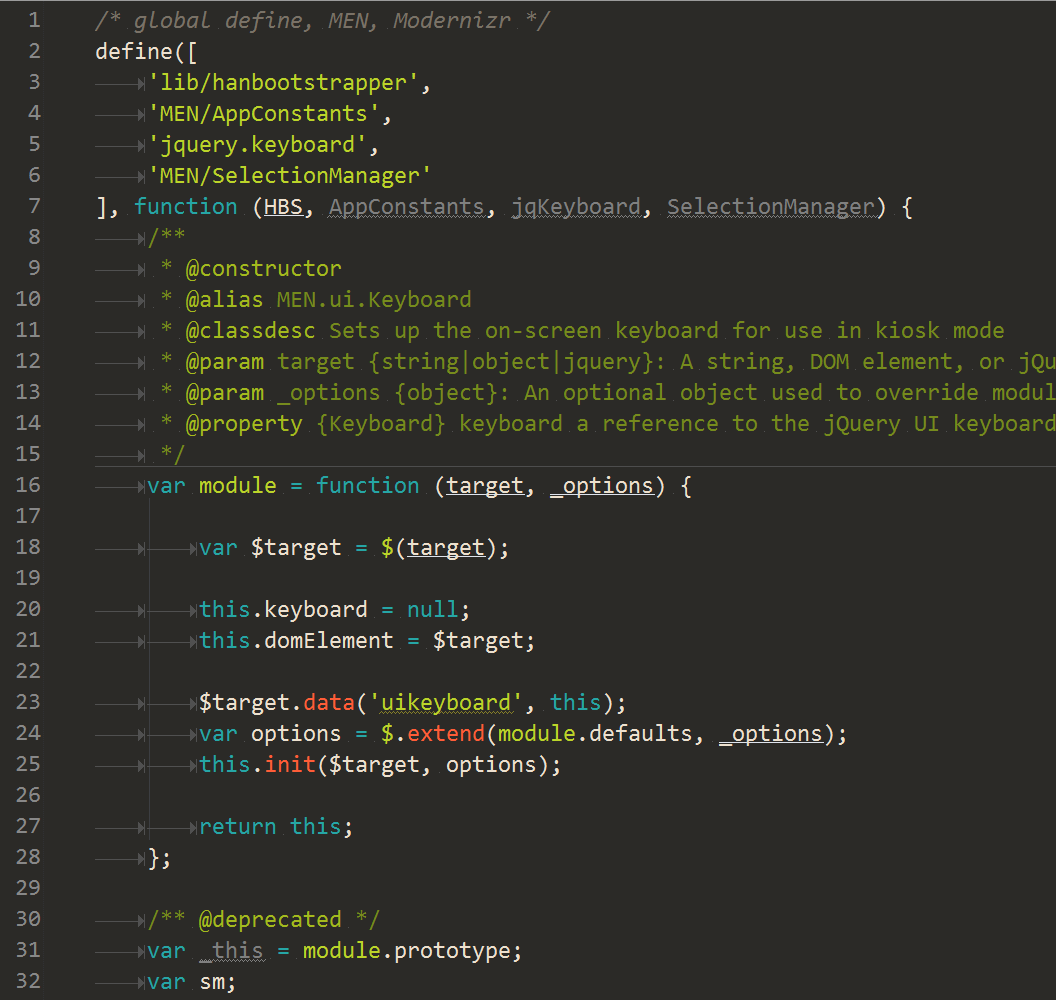 1 /* global define, MEN, Modernizr */
2 define([
3 'lib/hanbootstrapper',
4 'MEN/AppConstants',
5 'jquery.keyboard',
6 'MEN/SelectionManager'
7 ], function (HBS, AppConstants, jqKeyboard, SelectionManager) {
8 /**
9 * @constructor
10 * @alias MEN.ui.Keyboard
11 * @classdesc Sets up the on-screen keyboard for use in kiosk mode
12 * @param target {string|object|jquery}: A string, DOM element, or jQu
13 * @param _options {object}: An optional object used to override modul
14 * @property {Keyboard} keyboard a reference to the jQuery UI keyboard
15 */
16 var module = function (target, _options) {
17
18 var $target = $(target);
19
20 this.keyboard = null;
21 this.domElement = $target;
22
23 $target.data('uikeyboard', this);
24 var options = $.extend(module.defaults, _options);
25 this.init($target, options);
26
27 return this;
28 };
29
30 /** @deprecated */
31 var _this = module.prototype;
32 var sm;